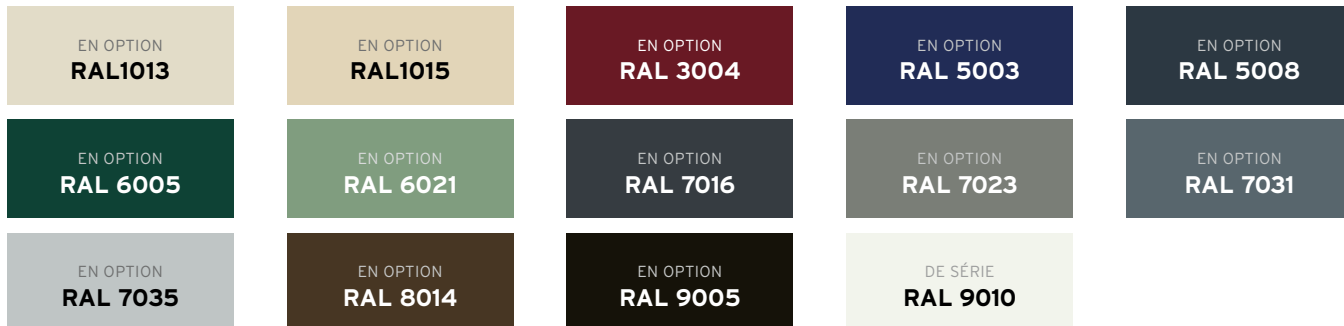 EN OPTION
RAL1013
EN OPTION
RAL1015
EN OPTION
RAL 3004
EN OPTION
RAL 5003
EN OPTION
RAL 5008
EN OPTION
RAL 6005
EN OPTION
RAL 6021
EN OPTION
RAL 7016
EN OPTION
RAL 7023
EN OPTION
RAL 7031
EN OPTION
RAL 7035
EN OPTION
RAL 8014
EN OPTION
RAL 9005
DE SÉRIE
RAL 9010